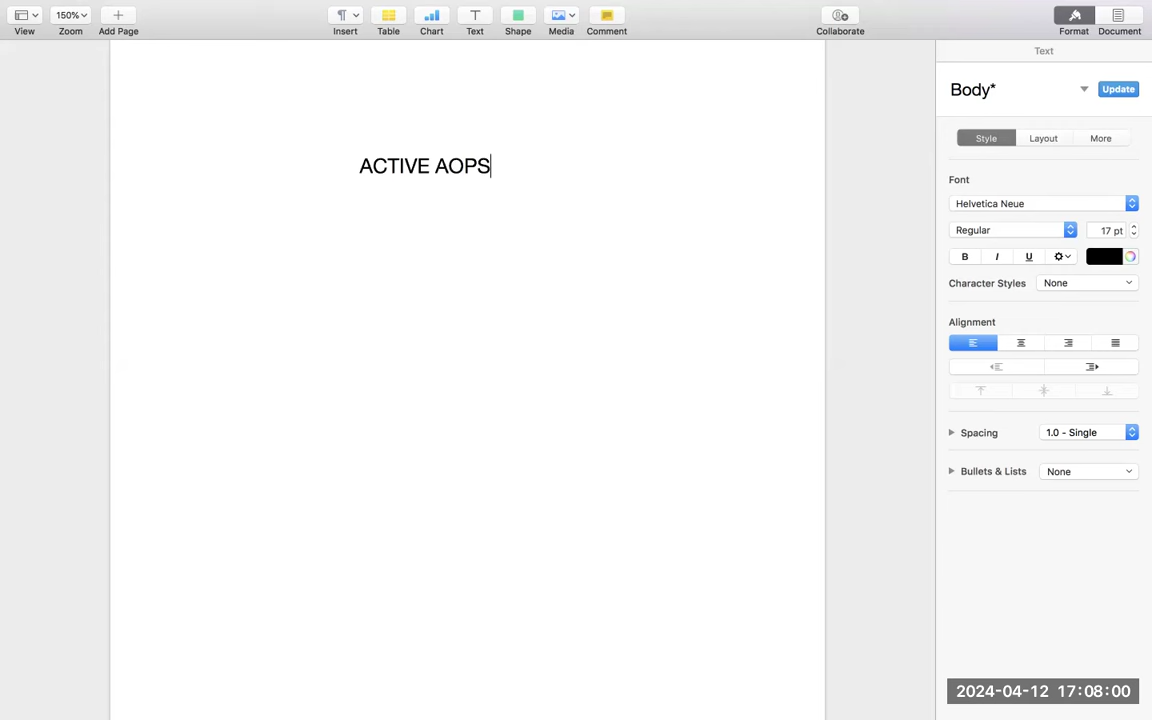 150%
View
Zoom
Add Page
Insert
Table
Chart
Text
Shape
Media
Comment
Collaborate
Format
Document
Text
Body*
Update
Style
Layout
More
ACTIVE AOPS
Font
Helvetica Neue
Regular
17 pt
B I U
Character Styles
None
Alignment
Spacing
1.0 - Single
Bullets & Lists
None
2024-04-12 17:08:00